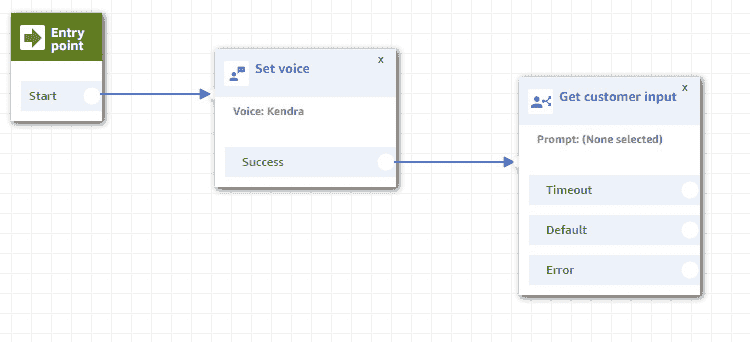 Entry
point
Start
Set voice
x
Voice: Kendra
Success
Get customer input
x
Prompt: (None selected)
Timeout
Default
Error